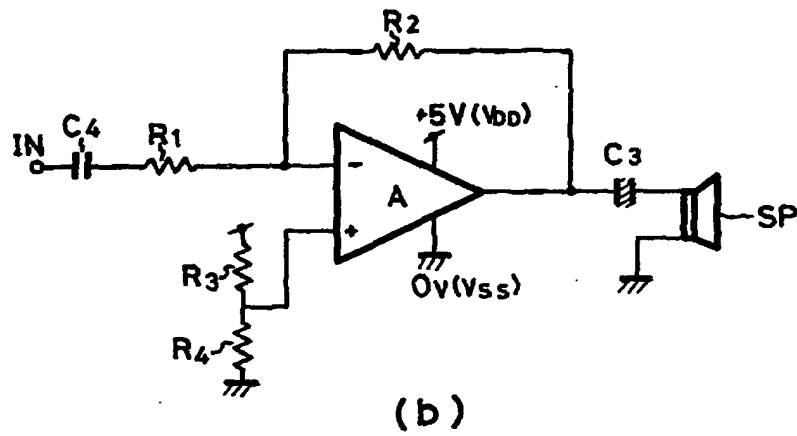 R2
+5V(VDD)
C4
R1
IN
C3
-
A
SP
+
R3
0V(VSS)
R4
(b)